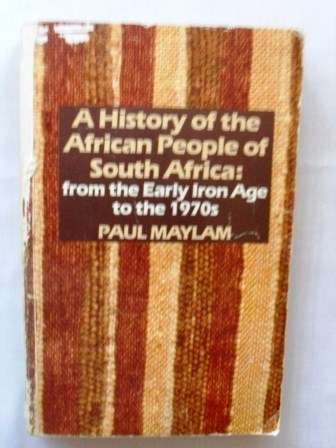 A History of the
African People of
South Africa:
from the Early Iron Age
to the 1970s
PAUL MAYLAM